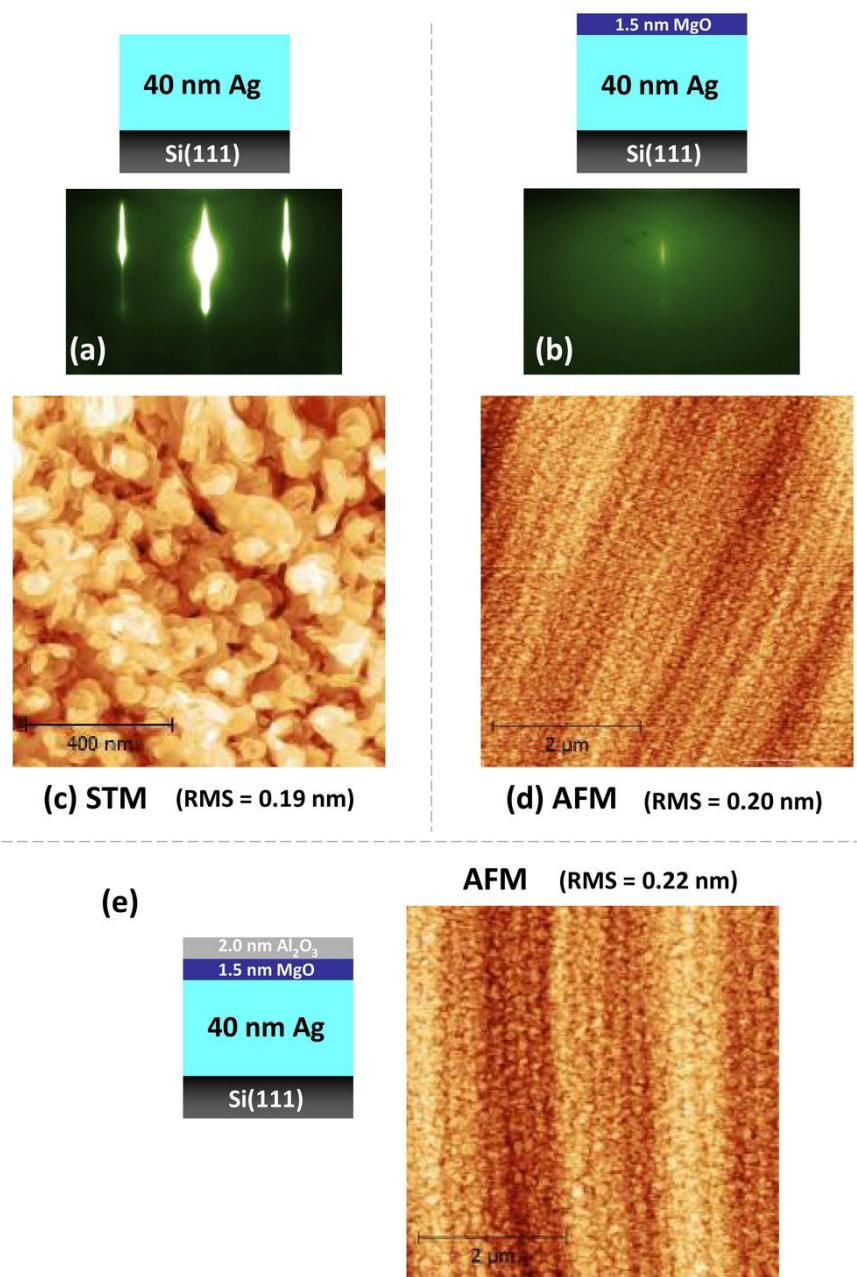 40 nm Ag
Si(111)
(a)
400 nm
(c) STM (RMS = 0.19 nm)
1.5 nm MgO
40 nm Ag
Si(111)
(b)
2 µm
(d) AFM (RMS = 0.20 nm)
(e)
AFM (RMS = 0.22 nm)
2.0 nm Al₂O₃
1.5 nm MgO
40 nm Ag
Si(111)
2 µm